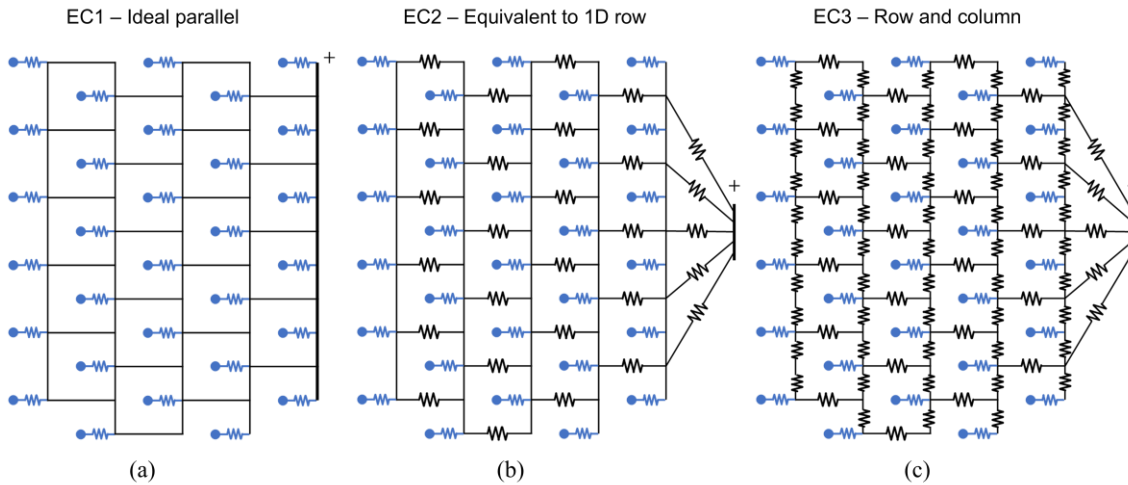 EC1 – Ideal parallel
EC2 – Equivalent to 1D row
EC3 – Row and column
+
+
(a)
(b)
(c)